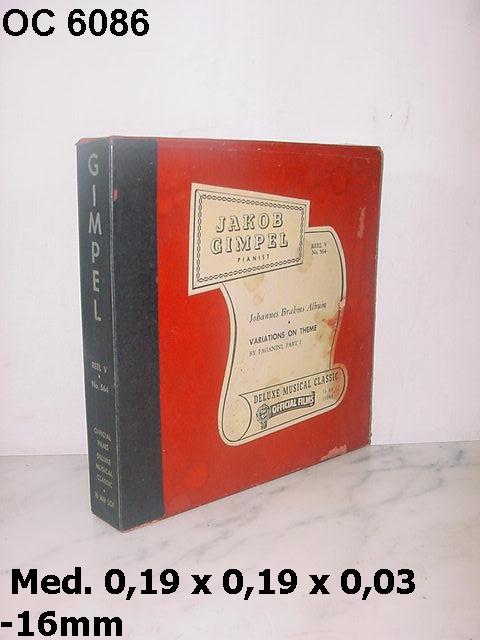 OC 6086
GIMPEL
REEL V
No. 564
OFFICIAL
FILMS
DELUXE
MUSICAL
CLASSIC
JAKOB
GIMPEL
PIANIST
REEL V
No. 564
Johannes Brahms Album
VARIATIONS ON THEME
BY PAGANINI, PART I
DELUXE MUSICAL CLASSIC
OFFICIAL FILMS
Med. 0,19 x 0,19 x 0,03
-16mm